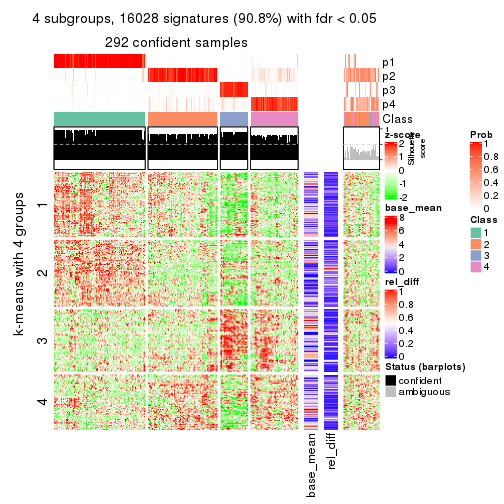 4 subgroups, 16028 signatures (90.8%) with fdr < 0.05
292 confident samples
p1
p2
p3
p4
Class
1
Silhouette
score
z-score
2
1
0
-1
-2
base_mean
8
6
4
2
0
rel_diff
1
0.8
0.6
0.4
0.2
0
Status (barplots)
confident
ambiguous
Prob
1
0.8
0.6
0.4
0.2
0
Class
1
2
3
4
k-means with 4 groups
1
2
3
4
base_mean
rel_diff